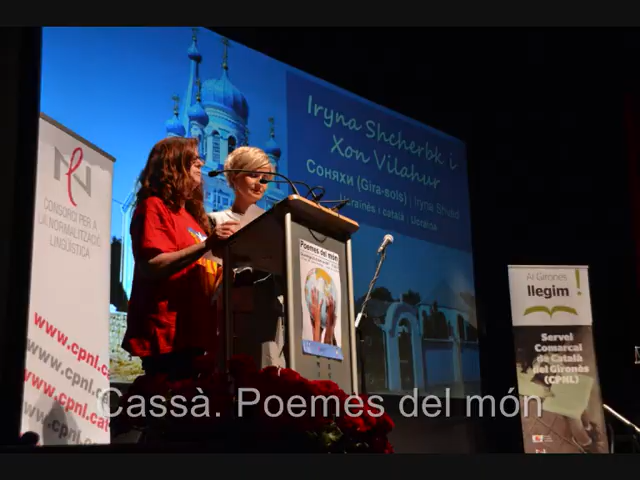 Iryna Shcherbk i
Xon Vilahur
Соняхи (Gira-sols) | Iryna Shvad
ucraïnès i català | Ucraïna
CONSORCI PER A
LA NORMALITZACIÓ
LINGÜÍSTICA
www.cpnl.cat
www.cpnl.cat
www.cpnl.cat
www.cpnl.cat
Poemes del món
Al Gironès
llegim!
Servei
Comarcal
de Català
del Gironès
(CPNL)
Cassà. Poemes del món